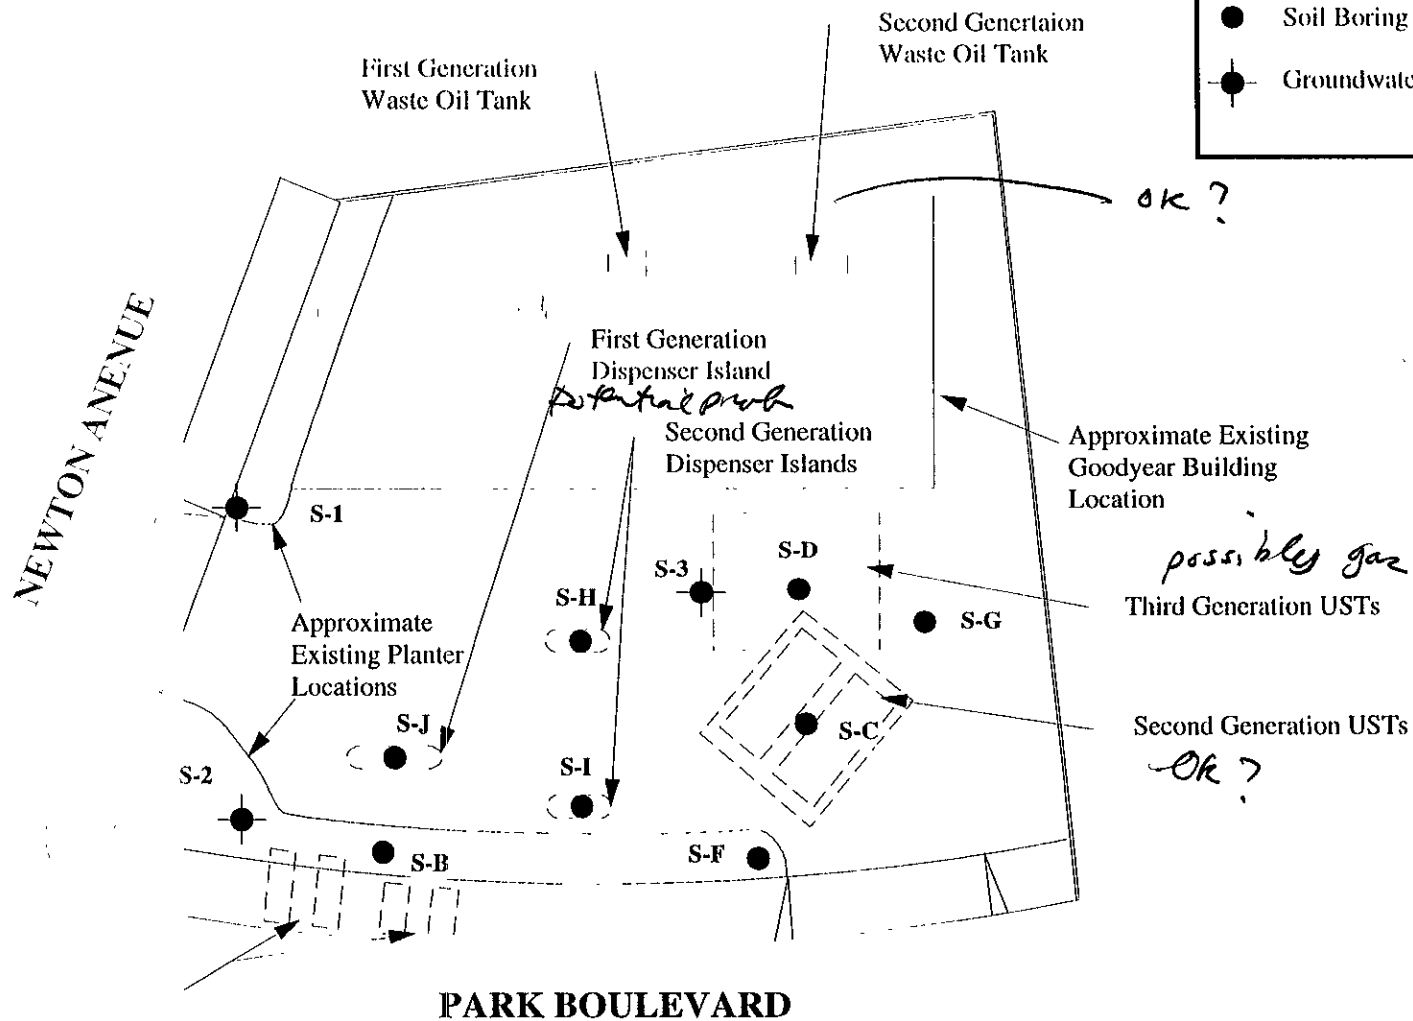 Second Genertaion
Waste Oil Tank
Soil Boring
First Generation
Waste Oil Tank
Groundwate
OK ?
First Generation
Dispenser Island
Second Generation
Dispenser Islands
Approximate Existing
Goodyear Building
Location
NEWTON ANENUE
S-1
S-D
S-3
possibly gas
S-H
Third Generation USTs
S-G
Approximate
Existing Planter
Locations
S-J
S-C
Second Generation USTs
OK ?
S-I
S-2
S-B
S-F
PARK BOULEVARD